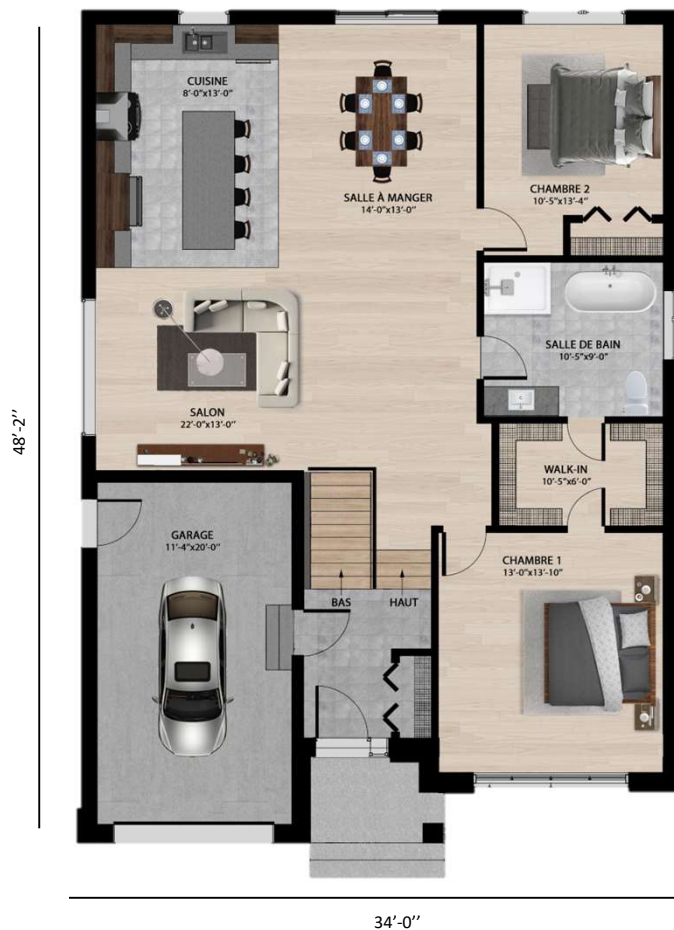 CUISINE
8'-0"x13'-0"
SALLE À MANGER
14'-0"x13'-0"
CHAMBRE 2
10'-5"x13'-4"
SALLE DE BAIN
10'-5"x9'-0"
SALON
22'-0"x13'-0"
WALK-IN
10'-5"x6'-0"
GARAGE
11'-4"x20'-0"
CHAMBRE 1
13'-0"x13'-10"
BAS
HAUT
48'-2''
34'-0''